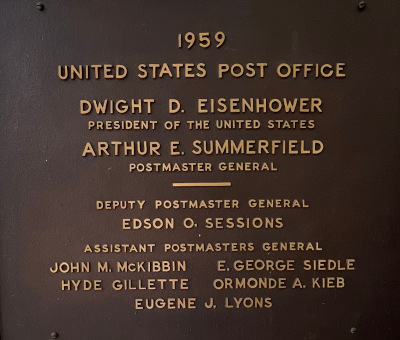 1959
UNITED STATES POST OFFICE
DWIGHT D. EISENHOWER
PRESIDENT OF THE UNITED STATES
ARTHUR E. SUMMERFIELD
POSTMASTER GENERAL
DEPUTY POSTMASTER GENERAL
EDSON O. SESSIONS
ASSISTANT POSTMASTERS GENERAL
JOHN M. McKIBBIN E. GEORGE SIEDLE
HYDE GILLETTE ORMONDE A. KIEB
EUGENE J. LYONS